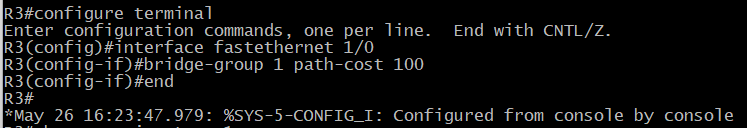 R3#configure terminal
Enter configuration commands, one per line.  End with CNTL/Z.
R3(config)#interface fastethernet 1/0
R3(config-if)#bridge-group 1 path-cost 100
R3(config-if)#end
R3#
*May 26 16:23:47.979: %SYS-5-CONFIG_I: Configured from console by console